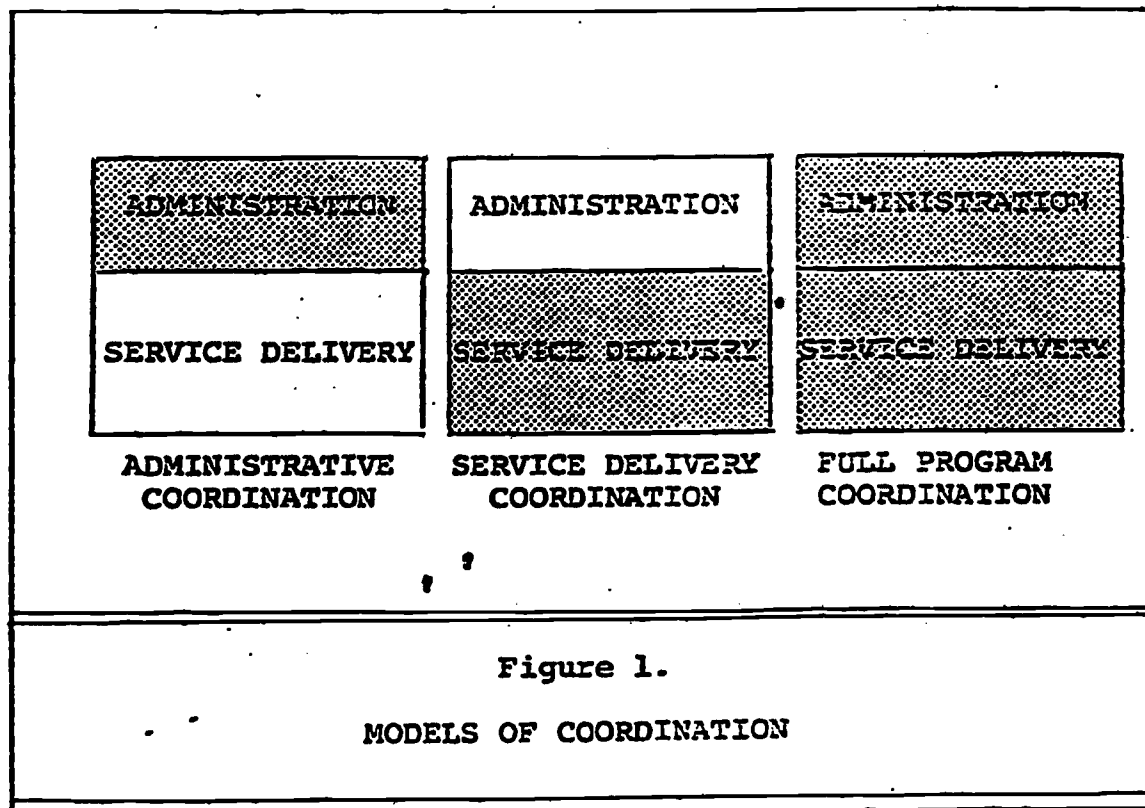 ADMINISTRATION
SERVICE DELIVERY
ADMINISTRATIVE
COORDINATION
ADMINISTRATION
SERVICE DELIVERY
SERVICE DELIVERY
COORDINATION
ADMINISTRATION
SERVICE DELIVERY
FULL PROGRAM
COORDINATION
Figure 1.
MODELS OF COORDINATION